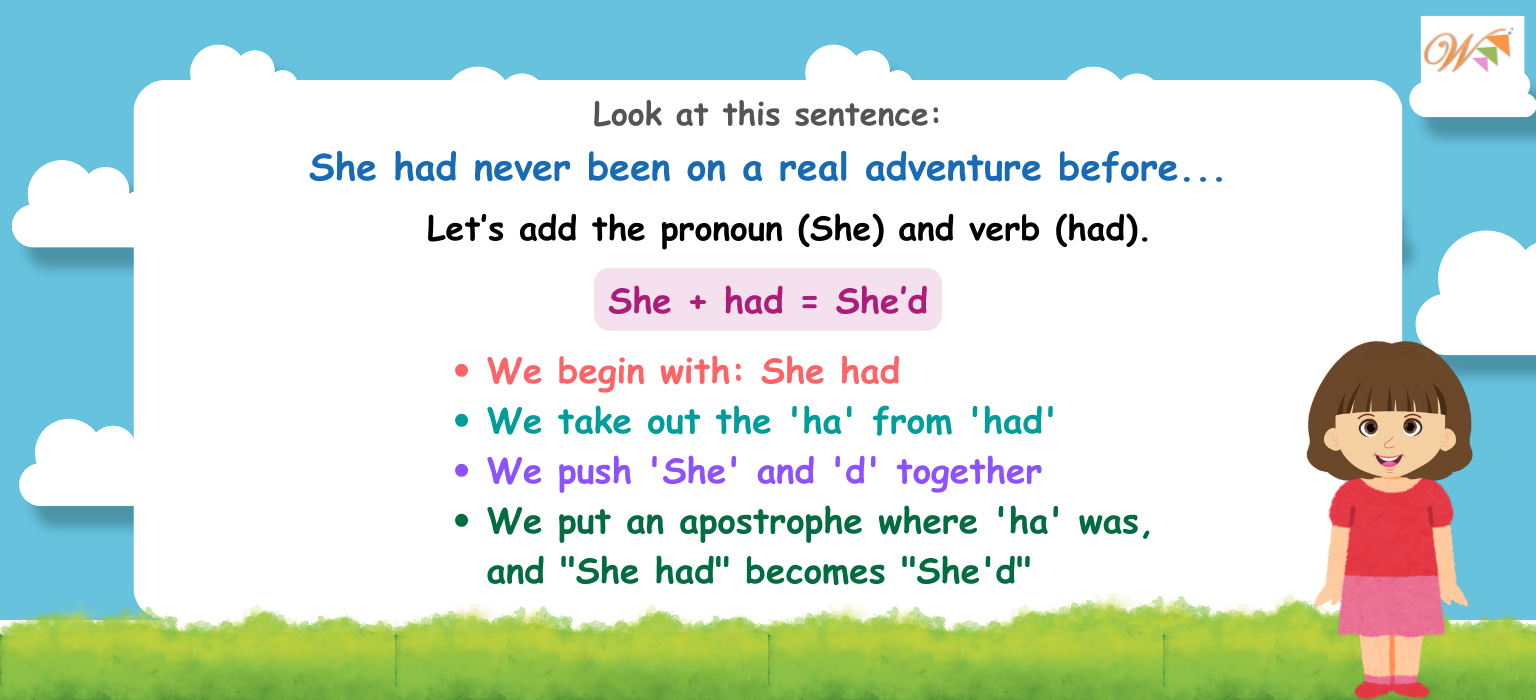 W
Look at this sentence:
She had never been on a real adventure before...
Let's add the pronoun (She) and verb (had).
She + had = She'd
• We begin with: She had
• We take out the 'ha' from 'had'
• We push 'She' and 'd' together
• We put an apostrophe where 'ha' was,
and "She had" becomes "She'd"